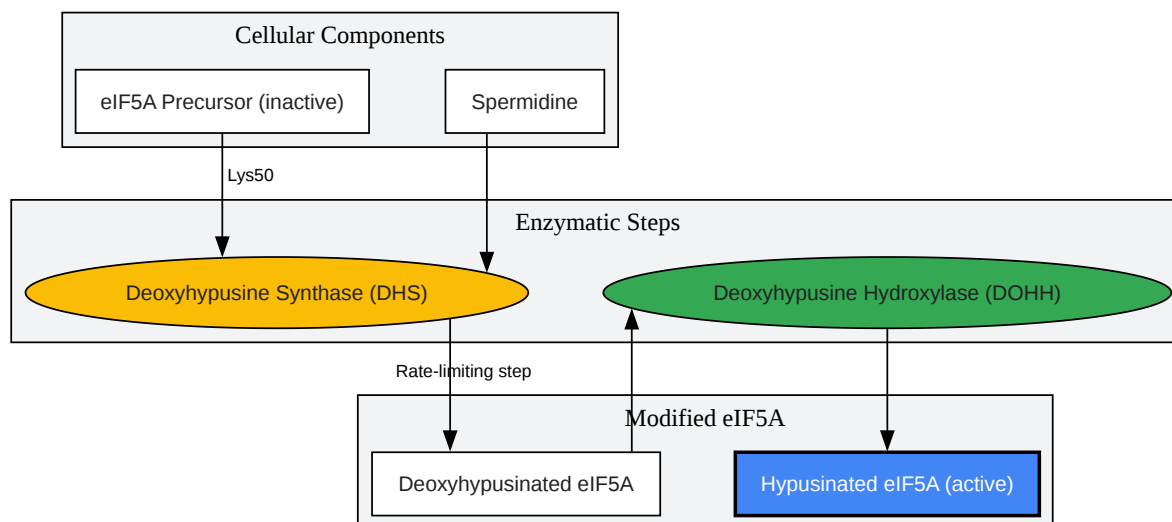 Cellular Components
eIF5A Precursor (inactive)
Spermidine
Lys50
Enzymatic Steps
Deoxyhypusine Synthase (DHS)
Deoxyhypusine Hydroxylase (DOHH)
Rate-limiting step
Modified eIF5A
Deoxyhypusinated eIF5A
Hypusinated eIF5A (active)